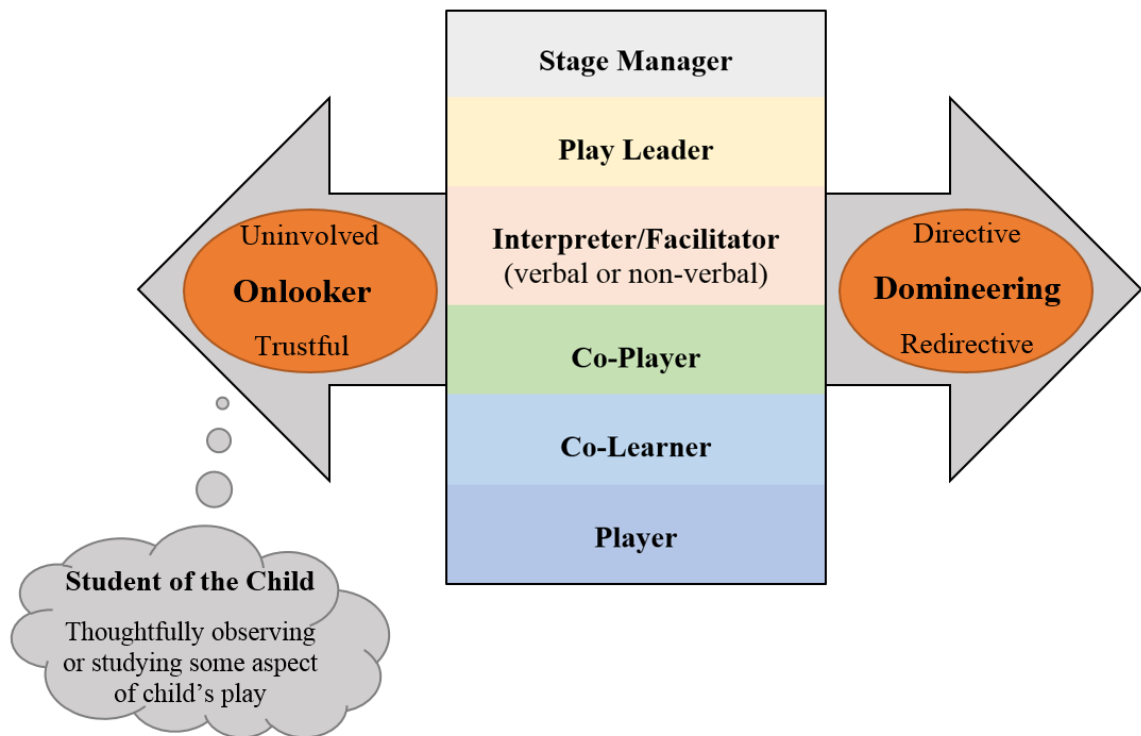 Stage Manager
Play Leader
Interpreter/Facilitator
(verbal or non-verbal)
Co-Player
Co-Learner
Player
Uninvolved
Onlooker
Trustful
Directive
Domineering
Redirective
Student of the Child
Thoughtfully observing
or studying some aspect
of child’s play